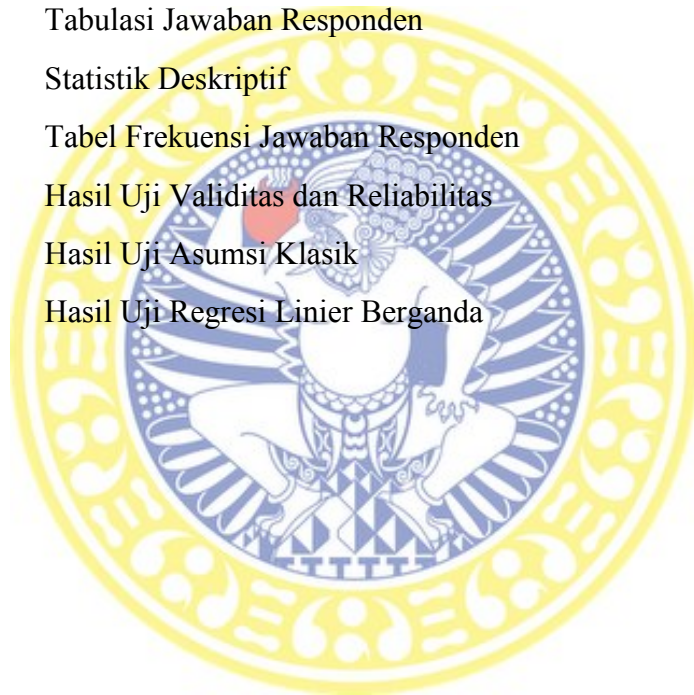 Tabulasi Jawaban Responden
Statistik Deskriptif
Tabel Frekuensi Jawaban Responden
Hasil Uji Validitas dan Reliabilitas
Hasil Uji Asumsi Klasik
Hasil Uji Regresi Linier Berganda